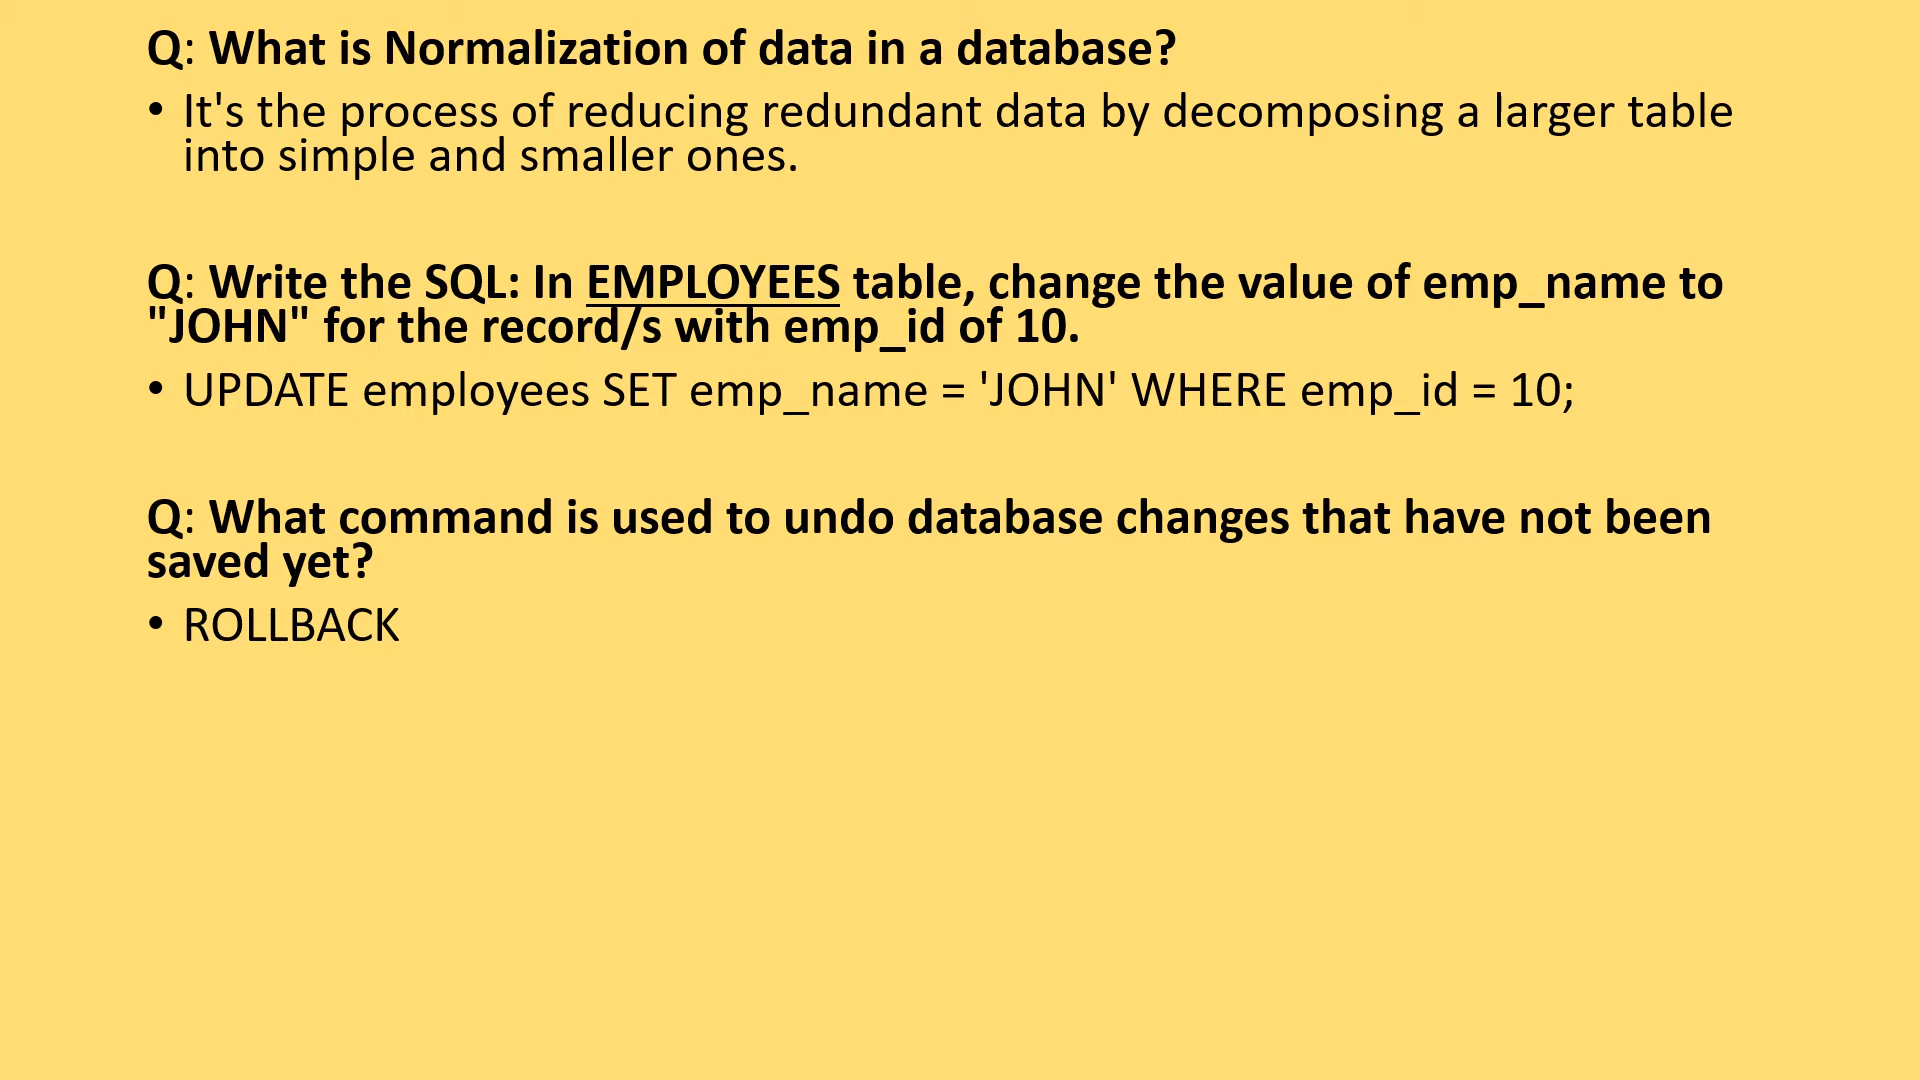 Q: What is Normalization of data in a database?
• It's the process of reducing redundant data by decomposing a larger table
into simple and smaller ones.
Q: Write the SQL: In EMPLOYEES table, change the value of emp_name to
"JOHN" for the record/s with emp_id of 10.
• UPDATE employees SET emp_name = 'JOHN' WHERE emp_id = 10;
Q: What command is used to undo database changes that have not been
saved yet?
• ROLLBACK